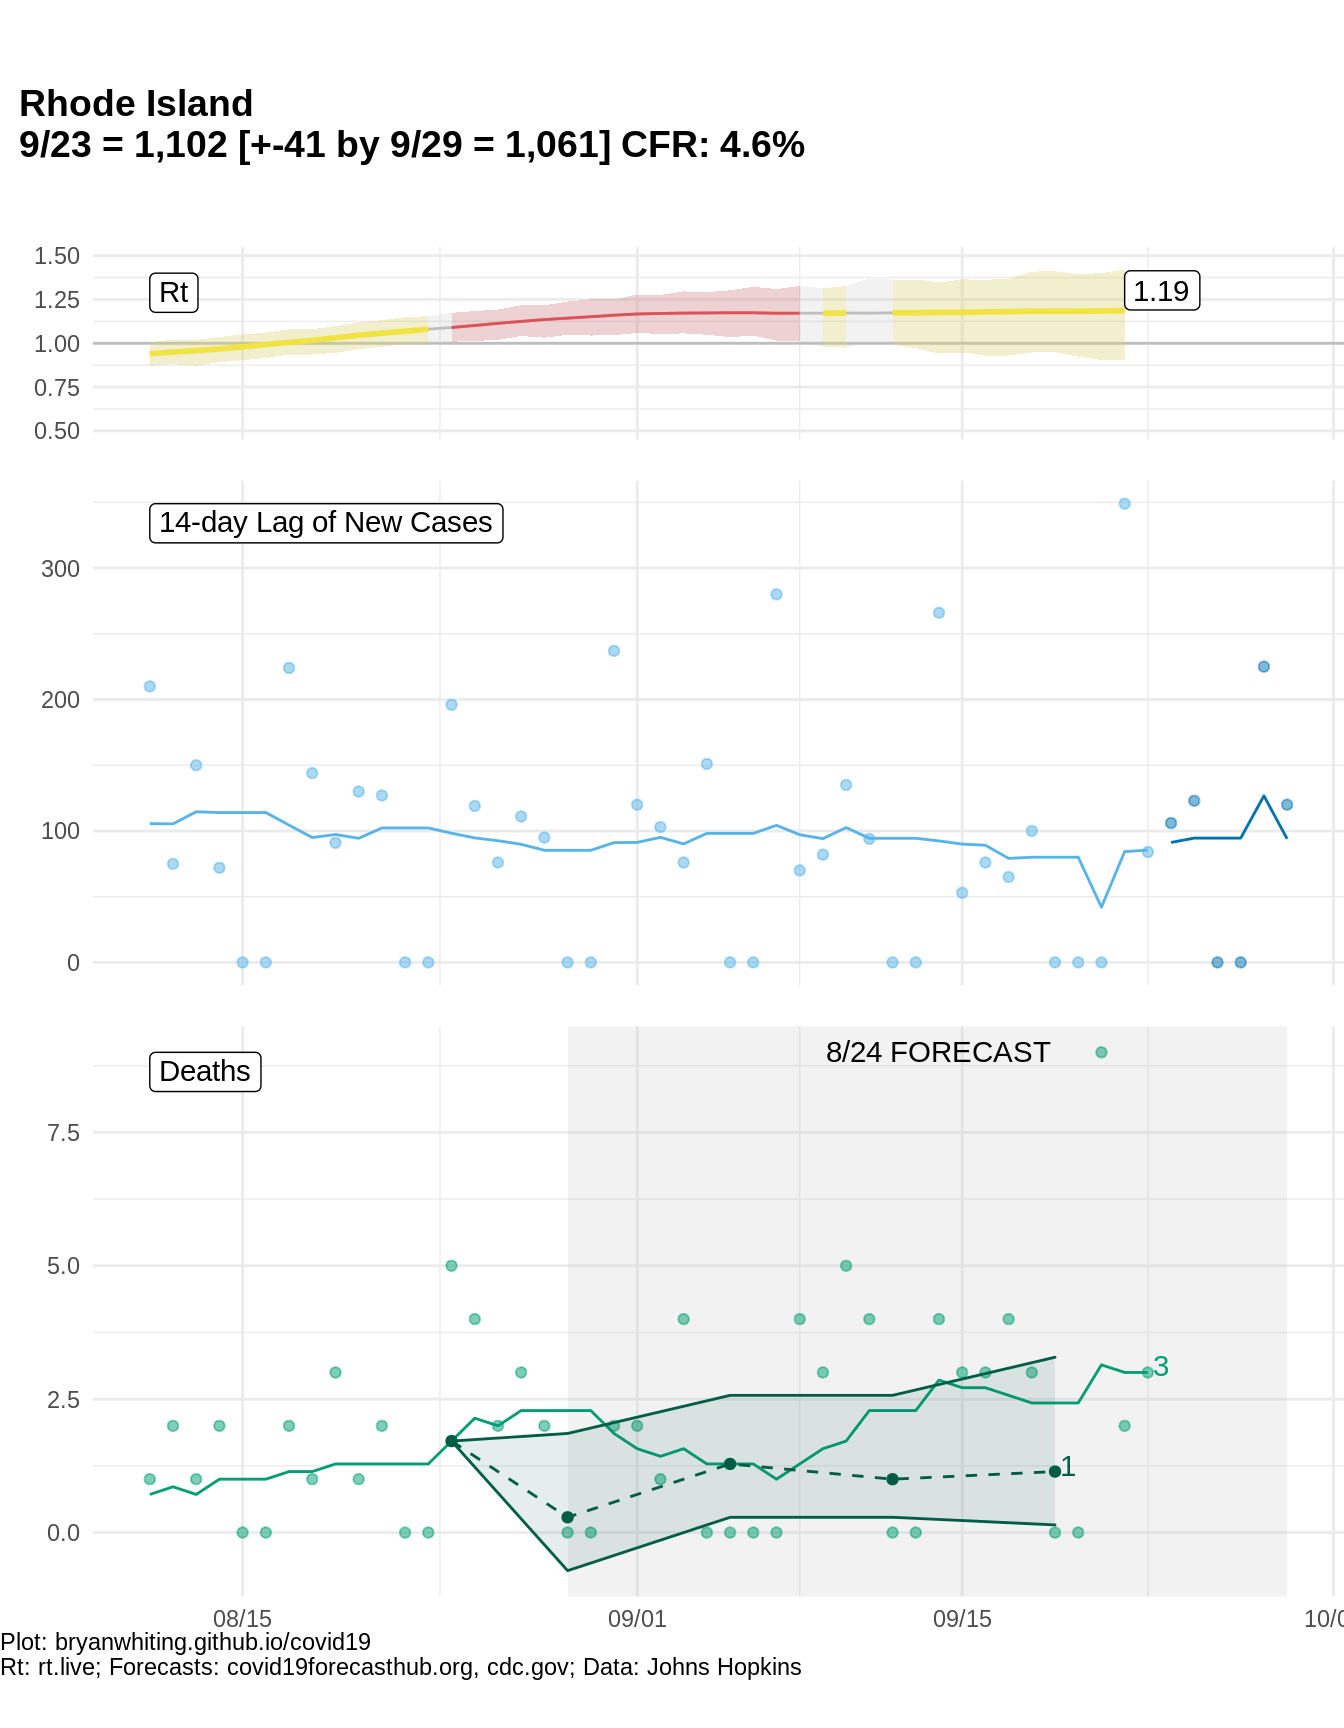 Rhode Island
9/23 = 1,102 [+-41 by 9/29 = 1,061] CFR: 4.6%
1.50
1.25
1.00
0.75
0.50
Rt
1.19
14-day Lag of New Cases
300
200
100
0
Deaths
8/24 FORECAST
7.5
5.0
2.5
0.0
3
1
08/15
09/01
09/15
10/0
Plot: bryanwhiting.github.io/covid19
Rt: rt.live; Forecasts: covid19forecasthub.org, cdc.gov; Data: Johns Hopkins